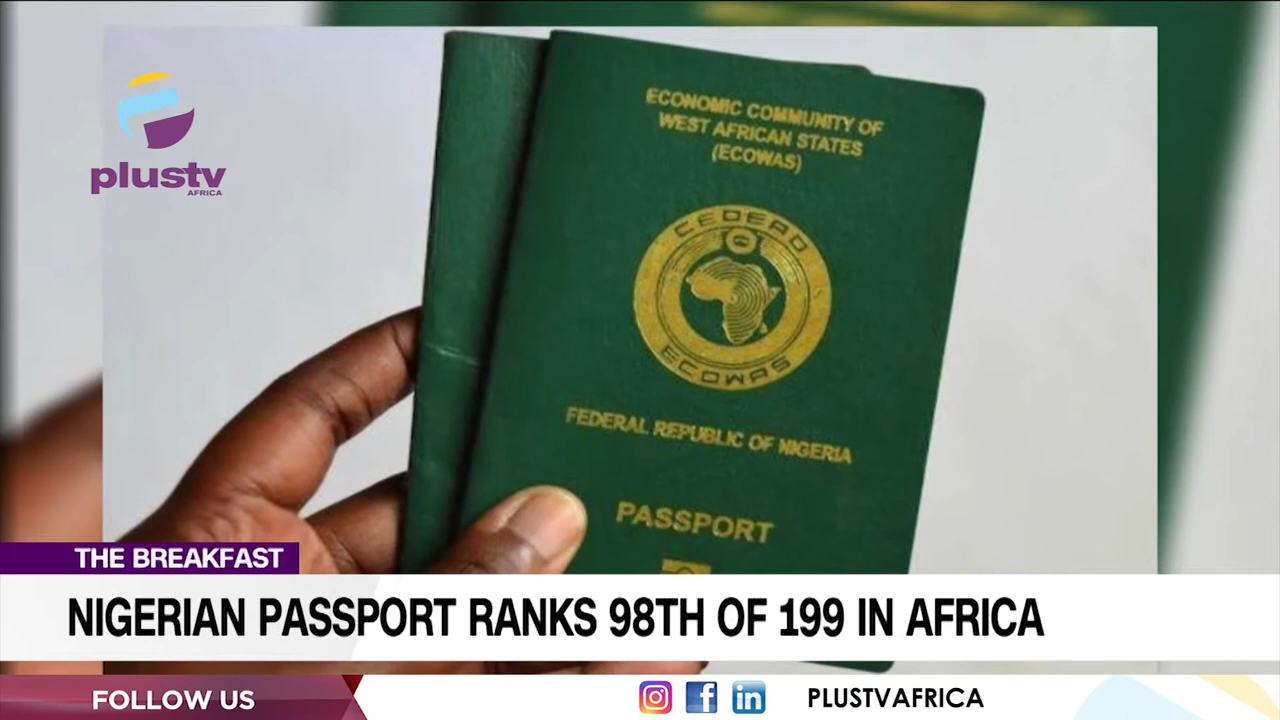 plustv
AFRICA
ECONOMIC COMMUNITY OF
WEST AFRICAN STATES
(ECOWAS)
CEDEAO
ECOWAS
FEDERAL REPUBLIC OF NIGERIA
PASSPORT
THE BREAKFAST
NIGERIAN PASSPORT RANKS 98TH OF 199 IN AFRICA
FOLLOW US
PLUSTVAFRICA